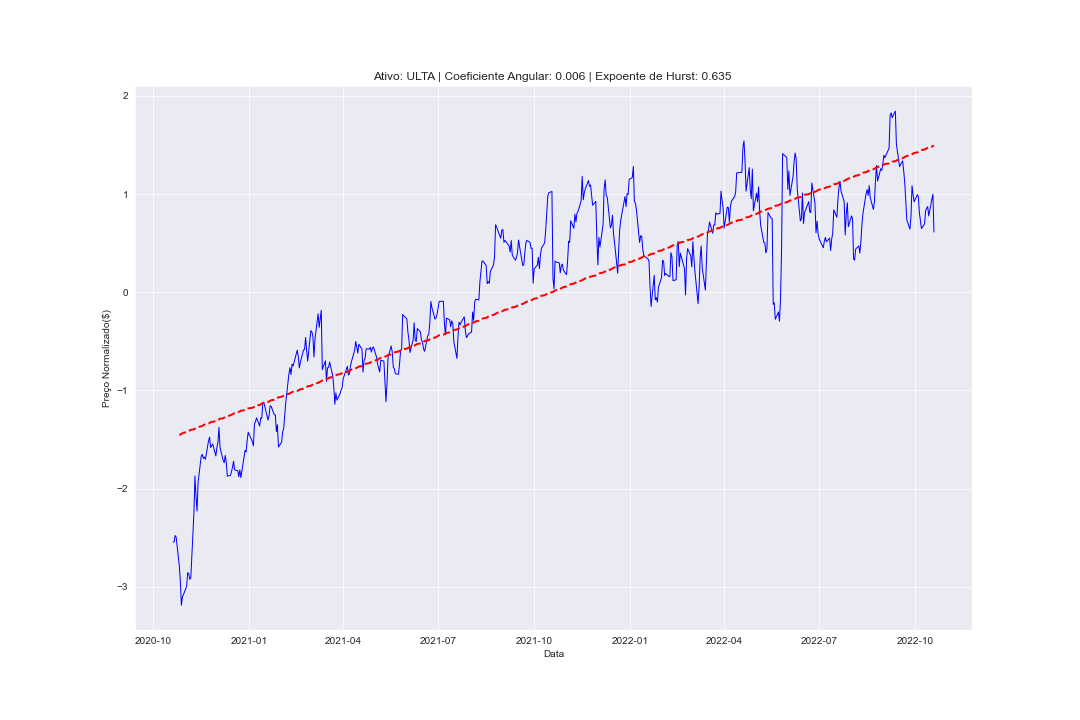 Ativo: ULTA | Coeficiente Angular: 0.006 | Expoente de Hurst: 0.635
2
1
0
−1
−2
−3
Preço Normalizado($)
2020-10 2021-01 2021-04 2021-07 2021-10 2022-01 2022-04 2022-07 2022-10
Data